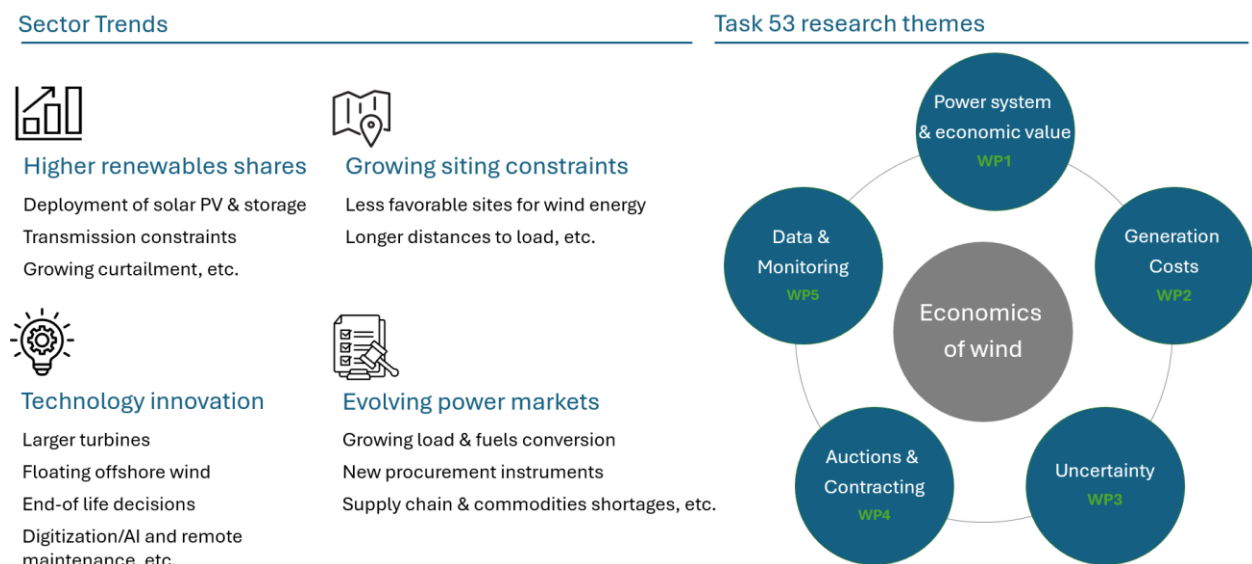 Sector Trends
Higher renewables shares
Deployment of solar PV & storage
Transmission constraints
Growing curtailment, etc.
Growing siting constraints
Less favorable sites for wind energy
Longer distances to load, etc.
Technology innovation
Larger turbines
Floating offshore wind
End-of life decisions
Digitization/AI and remote
maintenance, etc.
Evolving power markets
Growing load & fuels conversion
New procurement instruments
Supply chain & commodities shortages, etc.
Task 53 research themes
Power system
& economic value
WP1
Generation
Costs
WP2
Uncertainty
WP3
Auctions &
Contracting
WP4
Data &
Monitoring
WP5
Economics
of wind